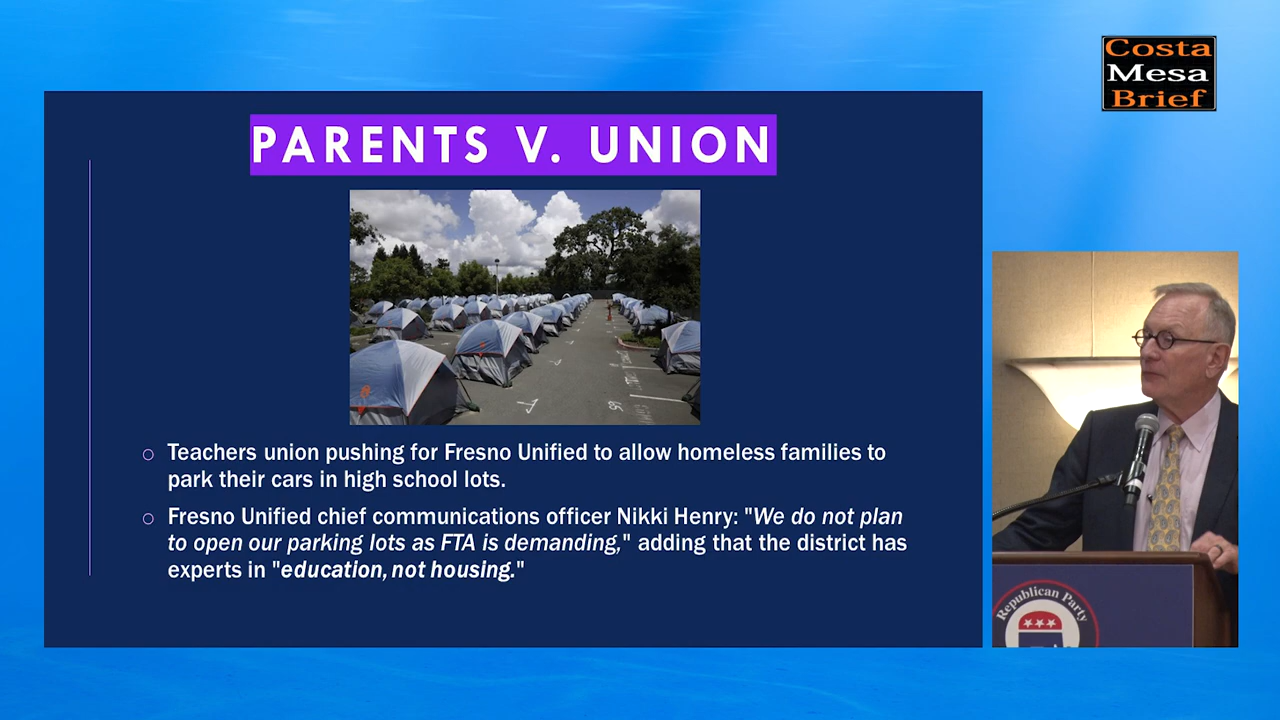 Costa
Mesa
Brief
PARENTS V. UNION
Teachers union pushing for Fresno Unified to allow homeless families to
park their cars in high school lots.
Fresno Unified chief communications officer Nikki Henry: "We do not plan
to open our parking lots as FTA is demanding," adding that the district has
experts in "education, not housing."
Republican Party